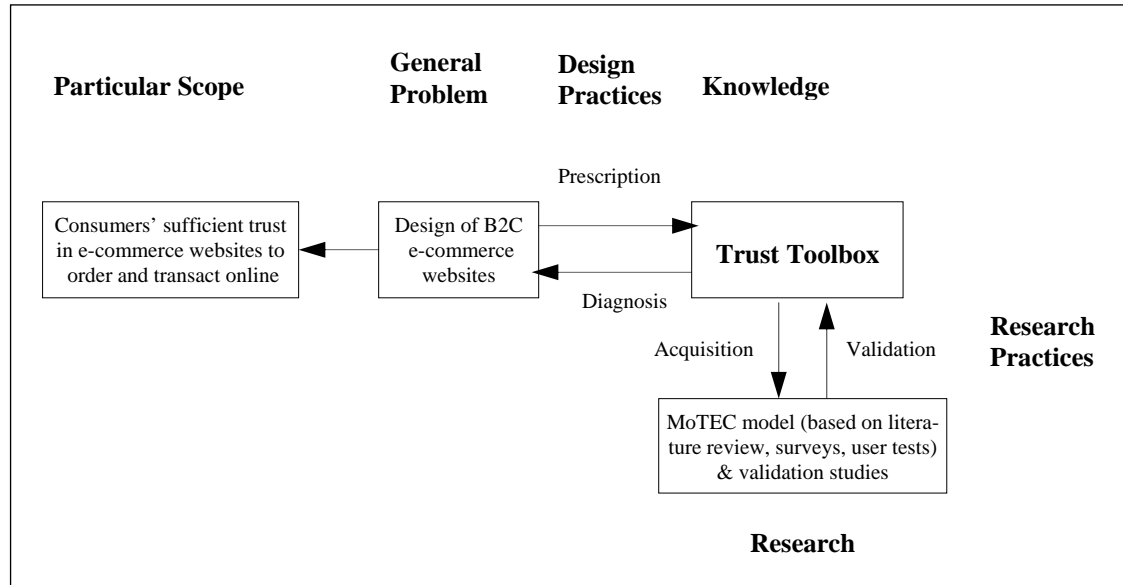 Particular Scope
General
Problem
Design
Practices
Knowledge
Prescription
Consumers’ sufficient trust
in e-commerce websites to
order and transact online
Design of B2C
e-commerce
websites
Trust Toolbox
Diagnosis
Acquisition
Validation
Research
Practices
MoTEC model (based on litera-
ture review, surveys, user tests)
& validation studies
Research